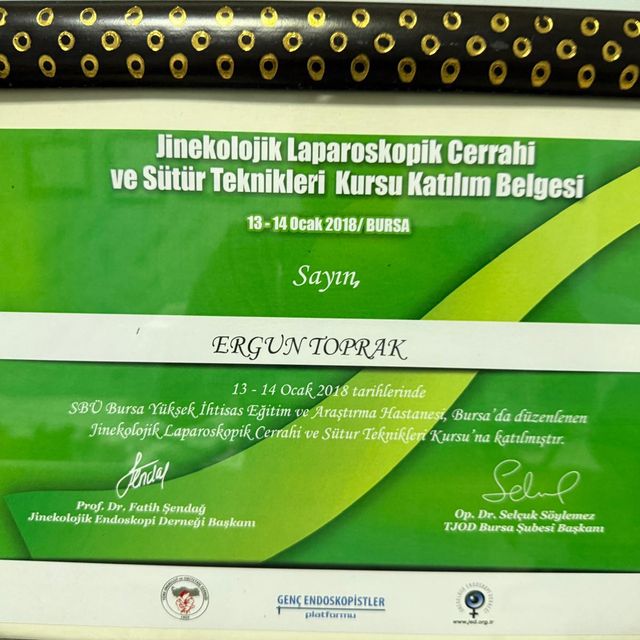 Jinekolojik Laparoskopik Cerrahi
ve Sütür Teknikleri Kursu Katılım Belgesi
13 - 14 Ocak 2018/ BURSA
Sayın,
ERGUN TOPRAK
13 - 14 Ocak 2018 tarihlerinde
SBÜ Bursa Yüksek İhtisas Eğitim ve Araştırma Hastanesi, Bursa'da düzenlenen
Jinekolojik Laparoskopik Cerrahi ve Sütur Teknikleri Kursu'na katılmıştır.
Prof. Dr. Fatih Şendağ
Jinekolojik Endoskopi Derneği Başkanı
Op. Dr. Selçuk Söylemez
TJOD Bursa Şubesi Başkanı
GENÇ ENDOSKOPİSTLER
platformu
www.jed.org.tr